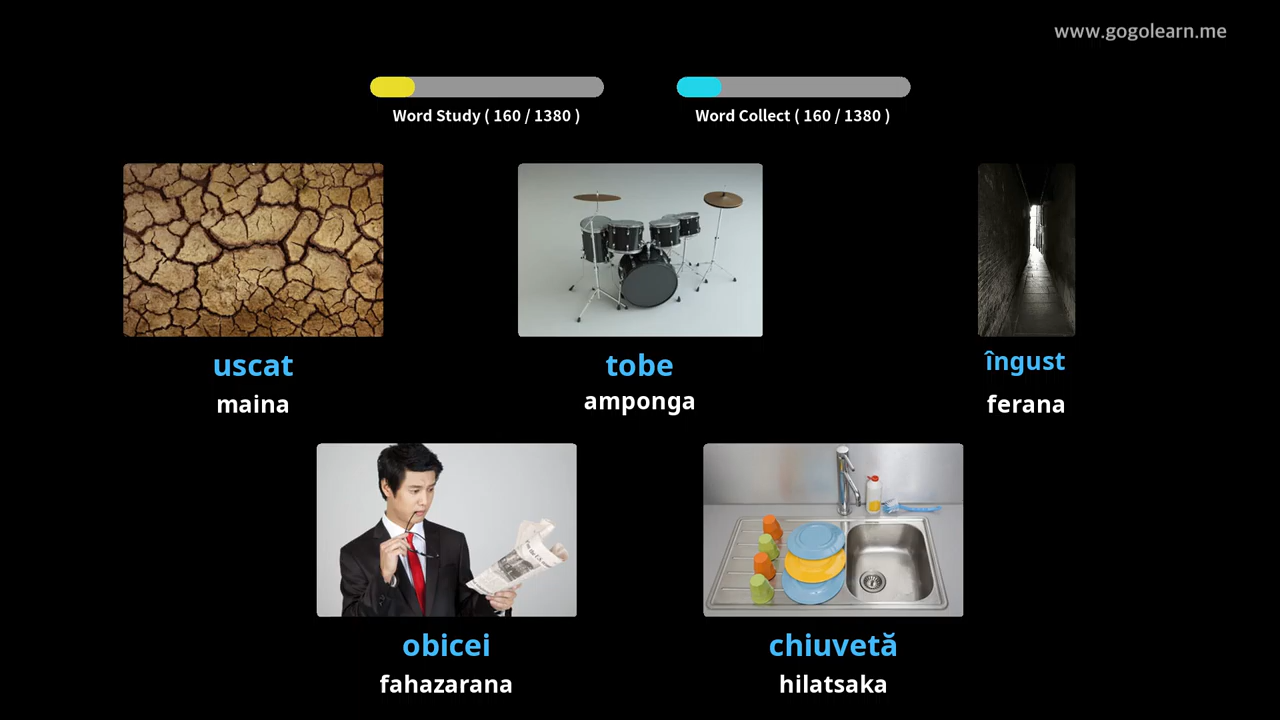 www.gogolearn.me
Word Study ( 160 / 1380 )
Word Collect ( 160 / 1380 )
uscat
maina
tobe
amponga
îngust
ferana
obicei
fahazarana
chiuvetă
hilatsaka